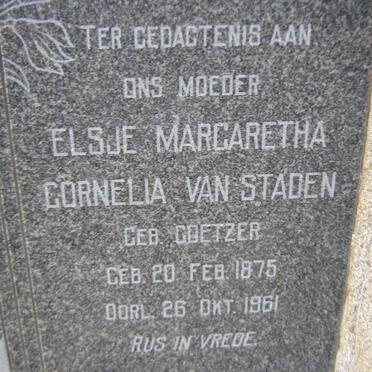 TER GEDAGTENIS AAN
ONS MOEDER
ELSJE MARGARETHA
CORNELIA VAN STADEN
GEB. COETZER
GEB. 20 FEB. 1875
OORL. 26 OKT. 1961
RUS IN VREDE.